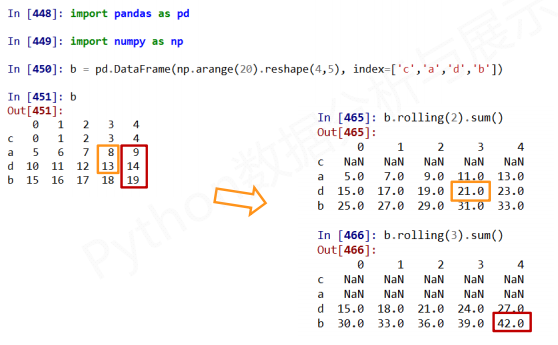 In [448]: import pandas as pd
In [449]: import numpy as np
In [450]: b = pd.DataFrame(np.arange(20).reshape(4,5), index=['c','a','d','b'])
In [451]: b
Out[451]:
0 1 2 3 4
c 0 1 2 3 4
a 5 6 7 8 9
d 10 11 12 13 14
b 15 16 17 18 19
In [465]: b.rolling(2).sum()
Out[465]:
0 1 2 3 4
c NaN NaN NaN NaN NaN
a 5.0 7.0 9.0 11.0 13.0
d 15.0 17.0 19.0 21.0 23.0
b 25.0 27.0 29.0 31.0 33.0
In [466]: b.rolling(3).sum()
Out[466]:
0 1 2 3 4
c NaN NaN NaN NaN NaN
a NaN NaN NaN NaN NaN
d 15.0 18.0 21.0 24.0 27.0
b 30.0 33.0 36.0 39.0 42.0
Python数据分析与展示